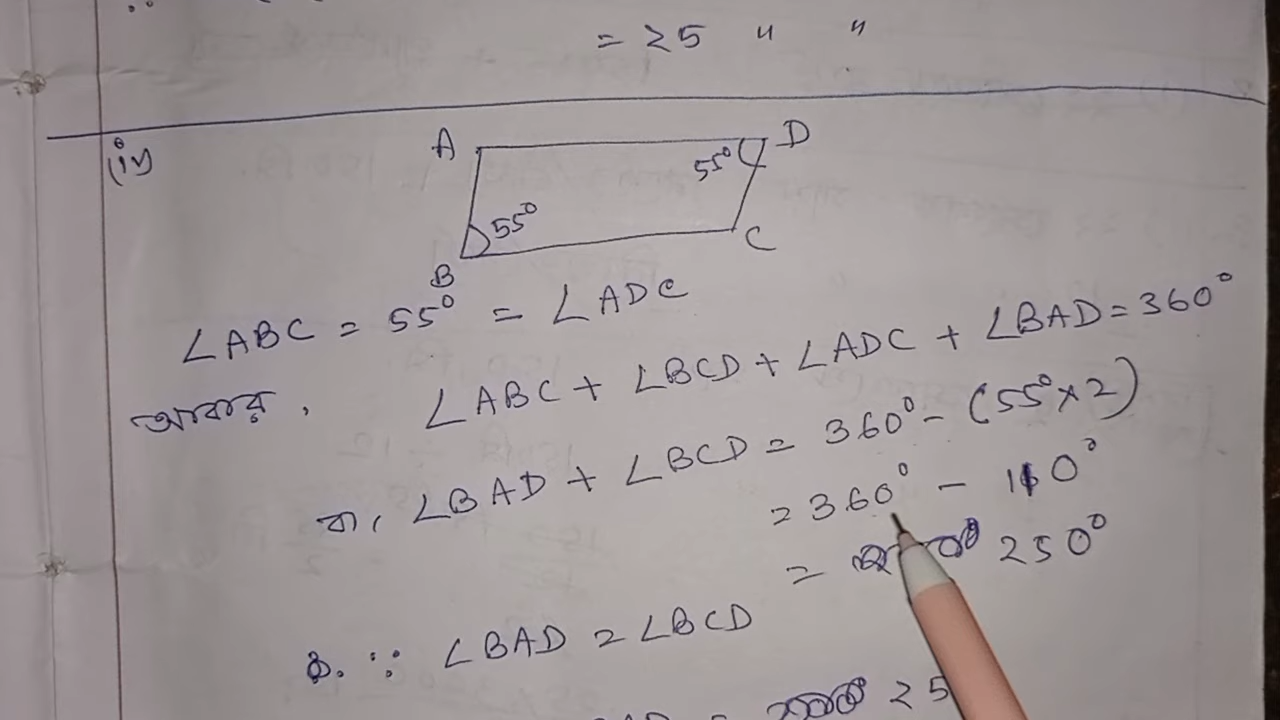 = 25 " "
(iv)
A D
55°
55°
B C
∠ABC = 55° = ∠ADC
আবার, ∠ABC + ∠BCD + ∠ADC + ∠BAD = 360°
বা, ∠BAD + ∠BCD = 360° - (55° × 2)
= 360° - 110°
= 250°
∵ ∠BAD = ∠BCD
= 25